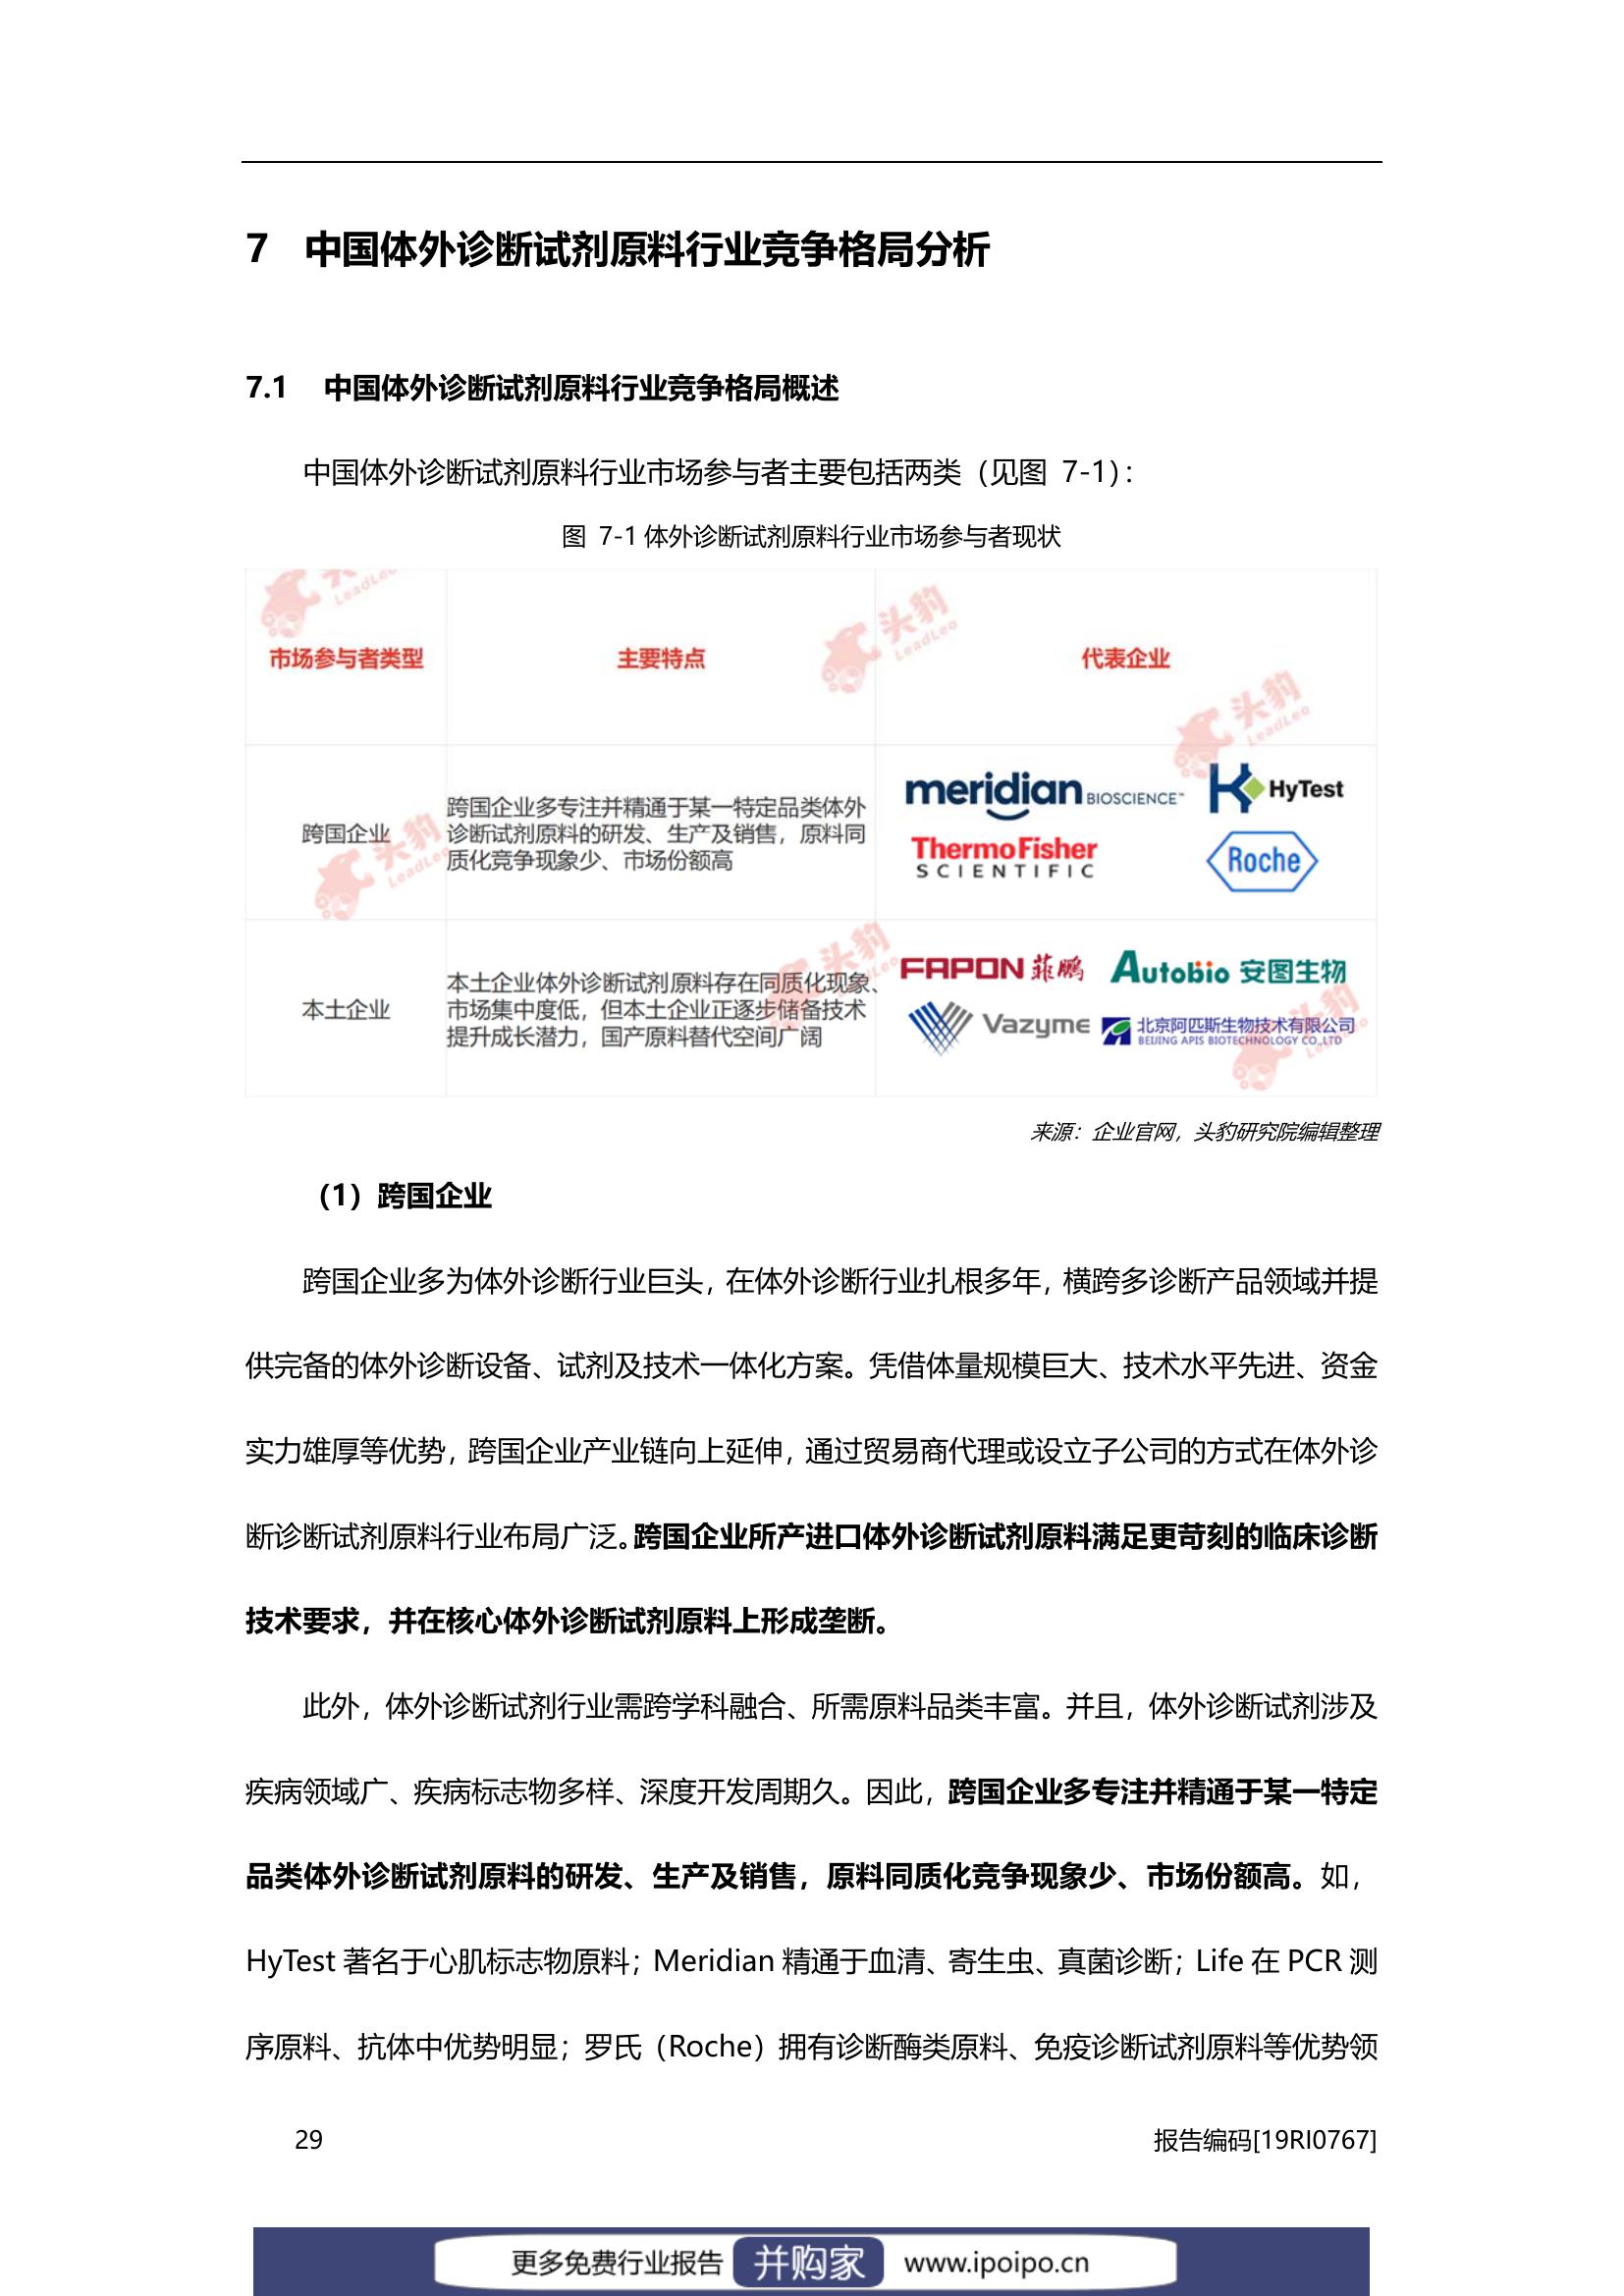 7 中国体外诊断试剂原料行业竞争格局分析
7.1 中国体外诊断试剂原料行业竞争格局概述
中国体外诊断试剂原料行业市场参与者主要包括两类（见图 7-1）：
图 7-1 体外诊断试剂原料行业市场参与者现状
市场参与者类型 主要特点 代表企业
跨国企业
跨国企业多专注并精通于某一特定品类体外
诊断试剂原料的研发、生产及销售，原料同
质化竞争现象少、市场份额高
meridian BIOSCIENCE™ HyTest
ThermoFisher
SCIENTIFIC
Roche
本土企业
本土企业体外诊断试剂原料存在同质化现象、
市场集中度低，但本土企业正逐步储备技术
提升成长潜力，国产原料替代空间广阔
FAPON 菲鹏 Autobio 安图生物
Vazyme 北京阿匹斯生物技术有限公司
BEIJING APIS BIOTECHNOLOGY CO.,LTD
头豹
LeadLeo
头豹
LeadLeo
头豹
LeadLeo
头豹
LeadLeo
头豹
LeadLeo
头豹
LeadLeo
来源：企业官网，头豹研究院编辑整理
（1）跨国企业
跨国企业多为体外诊断行业巨头，在体外诊断行业扎根多年，横跨多诊断产品领域并提
供完备的体外诊断设备、试剂及技术一体化方案。凭借体量规模巨大、技术水平先进、资金
实力雄厚等优势，跨国企业产业链向上延伸，通过贸易商代理或设立子公司的方式在体外诊
断诊断试剂原料行业布局广泛。跨国企业所产进口体外诊断试剂原料满足更苛刻的临床诊断
技术要求，并在核心体外诊断试剂原料上形成垄断。
此外，体外诊断试剂行业需跨学科融合、所需原料品类丰富。并且，体外诊断试剂涉及
疾病领域广、疾病标志物多样、深度开发周期久。因此，跨国企业多专注并精通于某一特定
品类体外诊断试剂原料的研发、生产及销售，原料同质化竞争现象少、市场份额高。如，
HyTest 著名于心肌标志物原料；Meridian 精通于血清、寄生虫、真菌诊断；Life 在 PCR 测
序原料、抗体中优势明显；罗氏（Roche）拥有诊断酶类原料、免疫诊断试剂原料等优势领
29 报告编码[19RI0767]
更多免费行业报告 并购家 www.ipoipo.cn